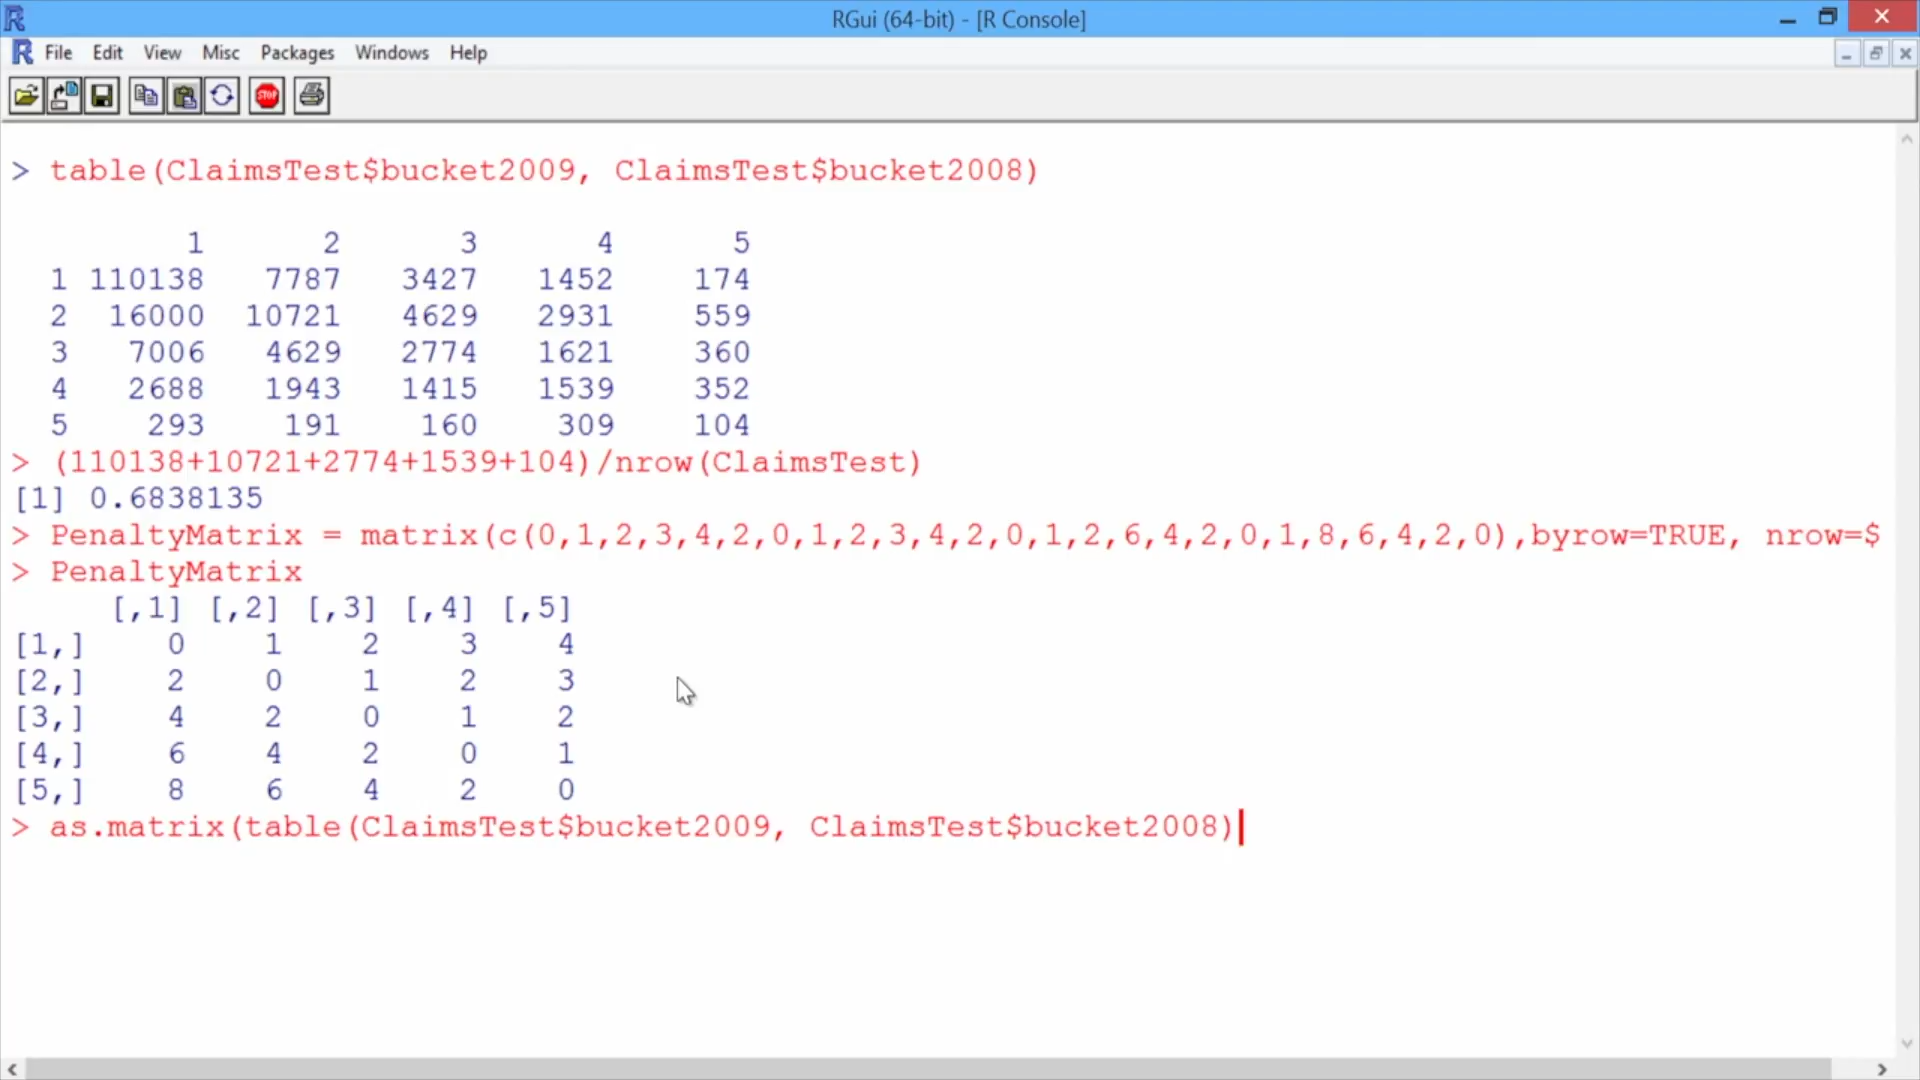 RGui (64-bit) - [R Console]
File Edit View Misc Packages Windows Help
STOP
> table(ClaimsTest$bucket2009, ClaimsTest$bucket2008)
1 2 3 4 5
1 110138 7787 3427 1452 174
2 16000 10721 4629 2931 559
3 7006 4629 2774 1621 360
4 2688 1943 1415 1539 352
5 293 191 160 309 104
> (110138+10721+2774+1539+104)/nrow(ClaimsTest)
[1] 0.6838135
> PenaltyMatrix = matrix(c(0,1,2,3,4,2,0,1,2,3,4,2,0,1,2,6,4,2,0,1,8,6,4,2,0),byrow=TRUE, nrow=$
> PenaltyMatrix
[,1] [,2] [,3] [,4] [,5]
[1,] 0 1 2 3 4
[2,] 2 0 1 2 3
[3,] 4 2 0 1 2
[4,] 6 4 2 0 1
[5,] 8 6 4 2 0
> as.matrix(table(ClaimsTest$bucket2009, ClaimsTest$bucket2008)